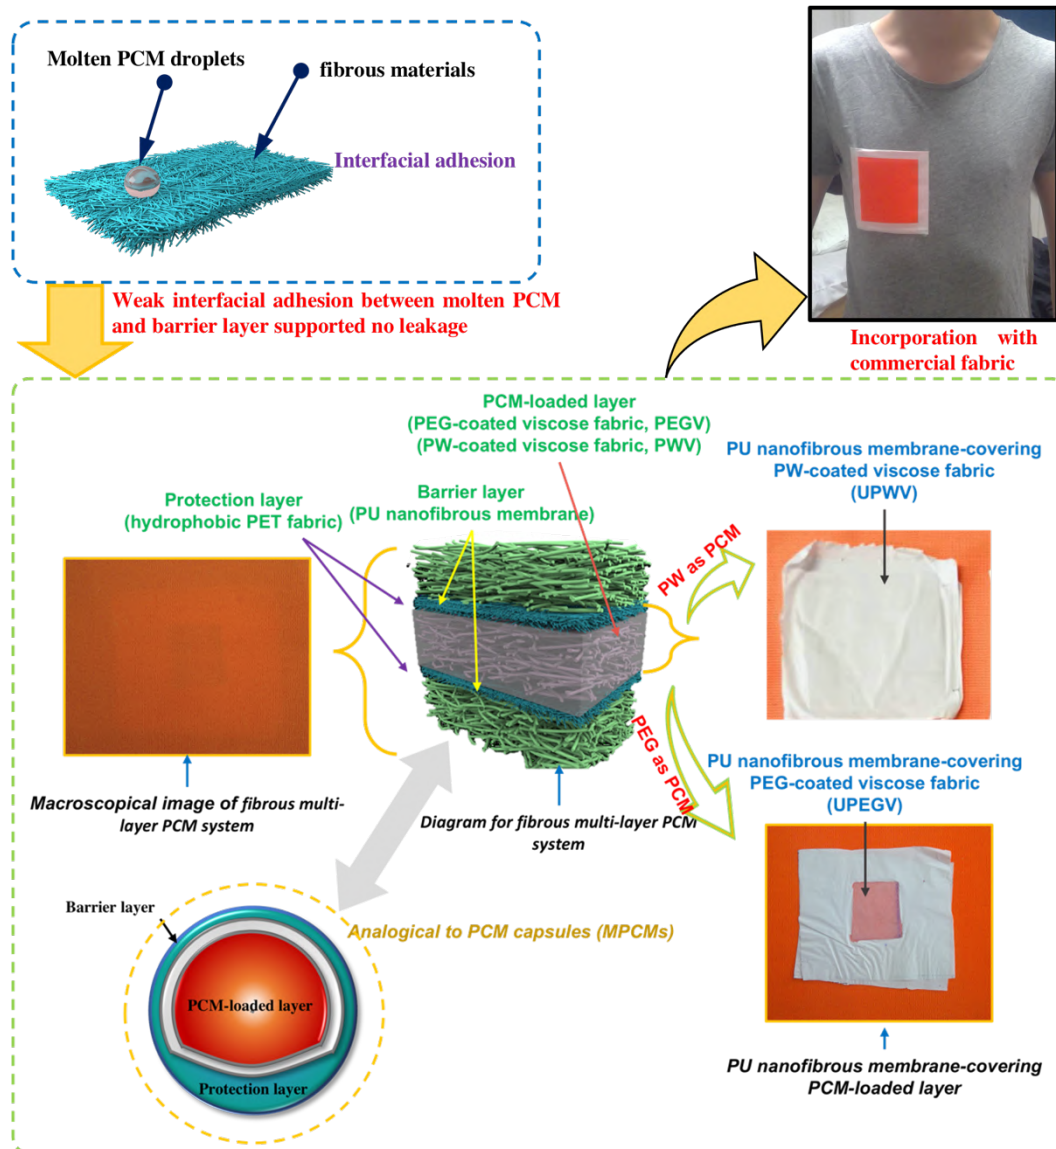 Molten PCM droplets
fibrous materials
Interfacial adhesion
Weak interfacial adhesion between molten PCM
and barrier layer supported no leakage
Incorporation with
commercial fabric
PCM-loaded layer
(PEG-coated viscose fabric, PEGV)
(PW-coated viscose fabric, PWV)
Barrier layer
(PU nanofibrous membrane)
Protection layer
(hydrophobic PET fabric)
PU nanofibrous membrane-covering
PW-coated viscose fabric
(UPWV)
PW as PCM
PEG as PCM
PU nanofibrous membrane-covering
PEG-coated viscose fabric
(UPEGV)
Macroscopical image of fibrous multi-
layer PCM system
Diagram for fibrous multi-layer PCM
system
Barrier layer
Analogical to PCM capsules (MPCMs)
PCM-loaded layer
Protection layer
PU nanofibrous membrane-covering
PCM-loaded layer